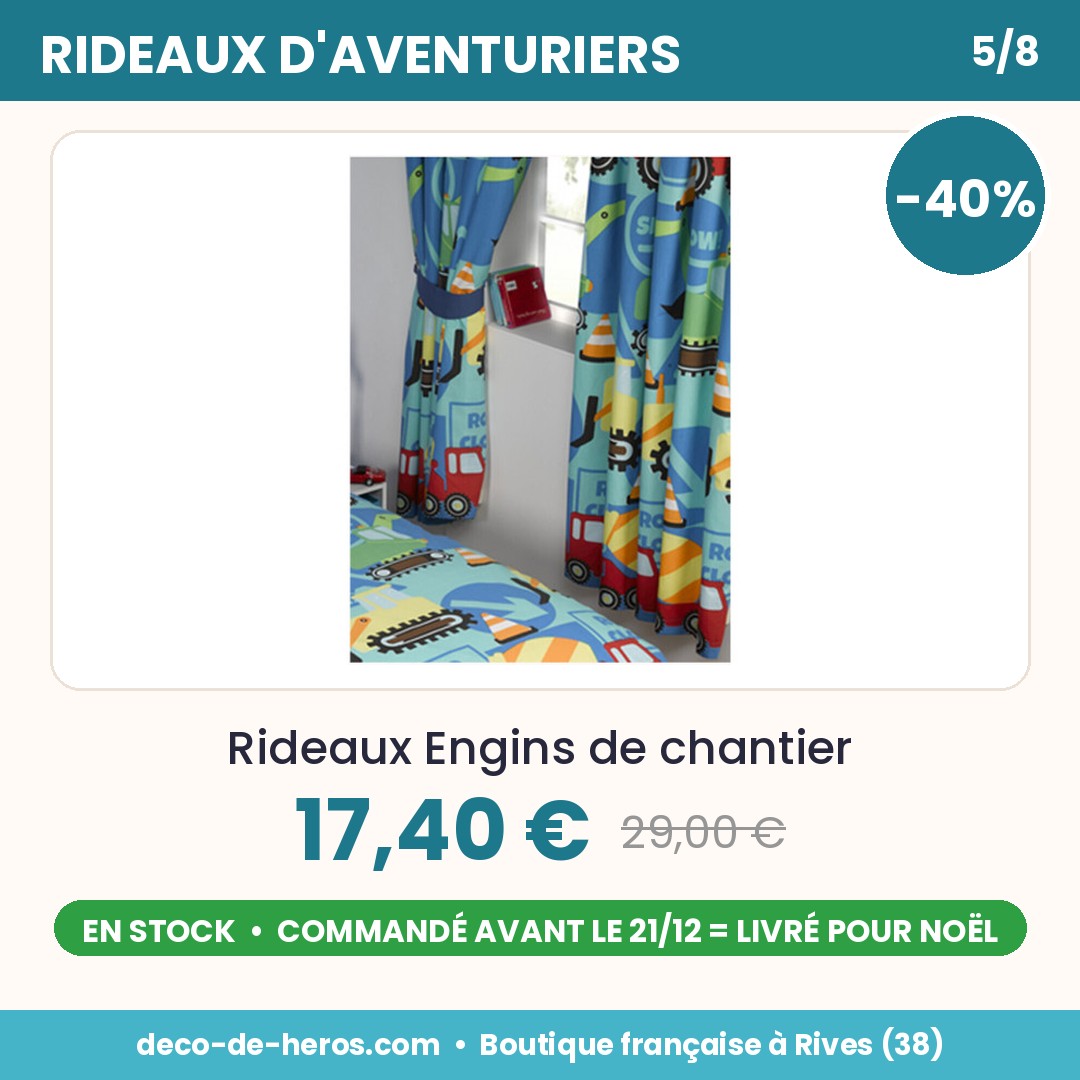 RIDEAUX D'AVENTURIERS
5/8
-40%
Rideaux Engins de chantier
17,40 € 29,00 €
EN STOCK • COMMANDÉ AVANT LE 21/12 = LIVRÉ POUR NOËL
deco-de-heros.com • Boutique française à Rives (38)